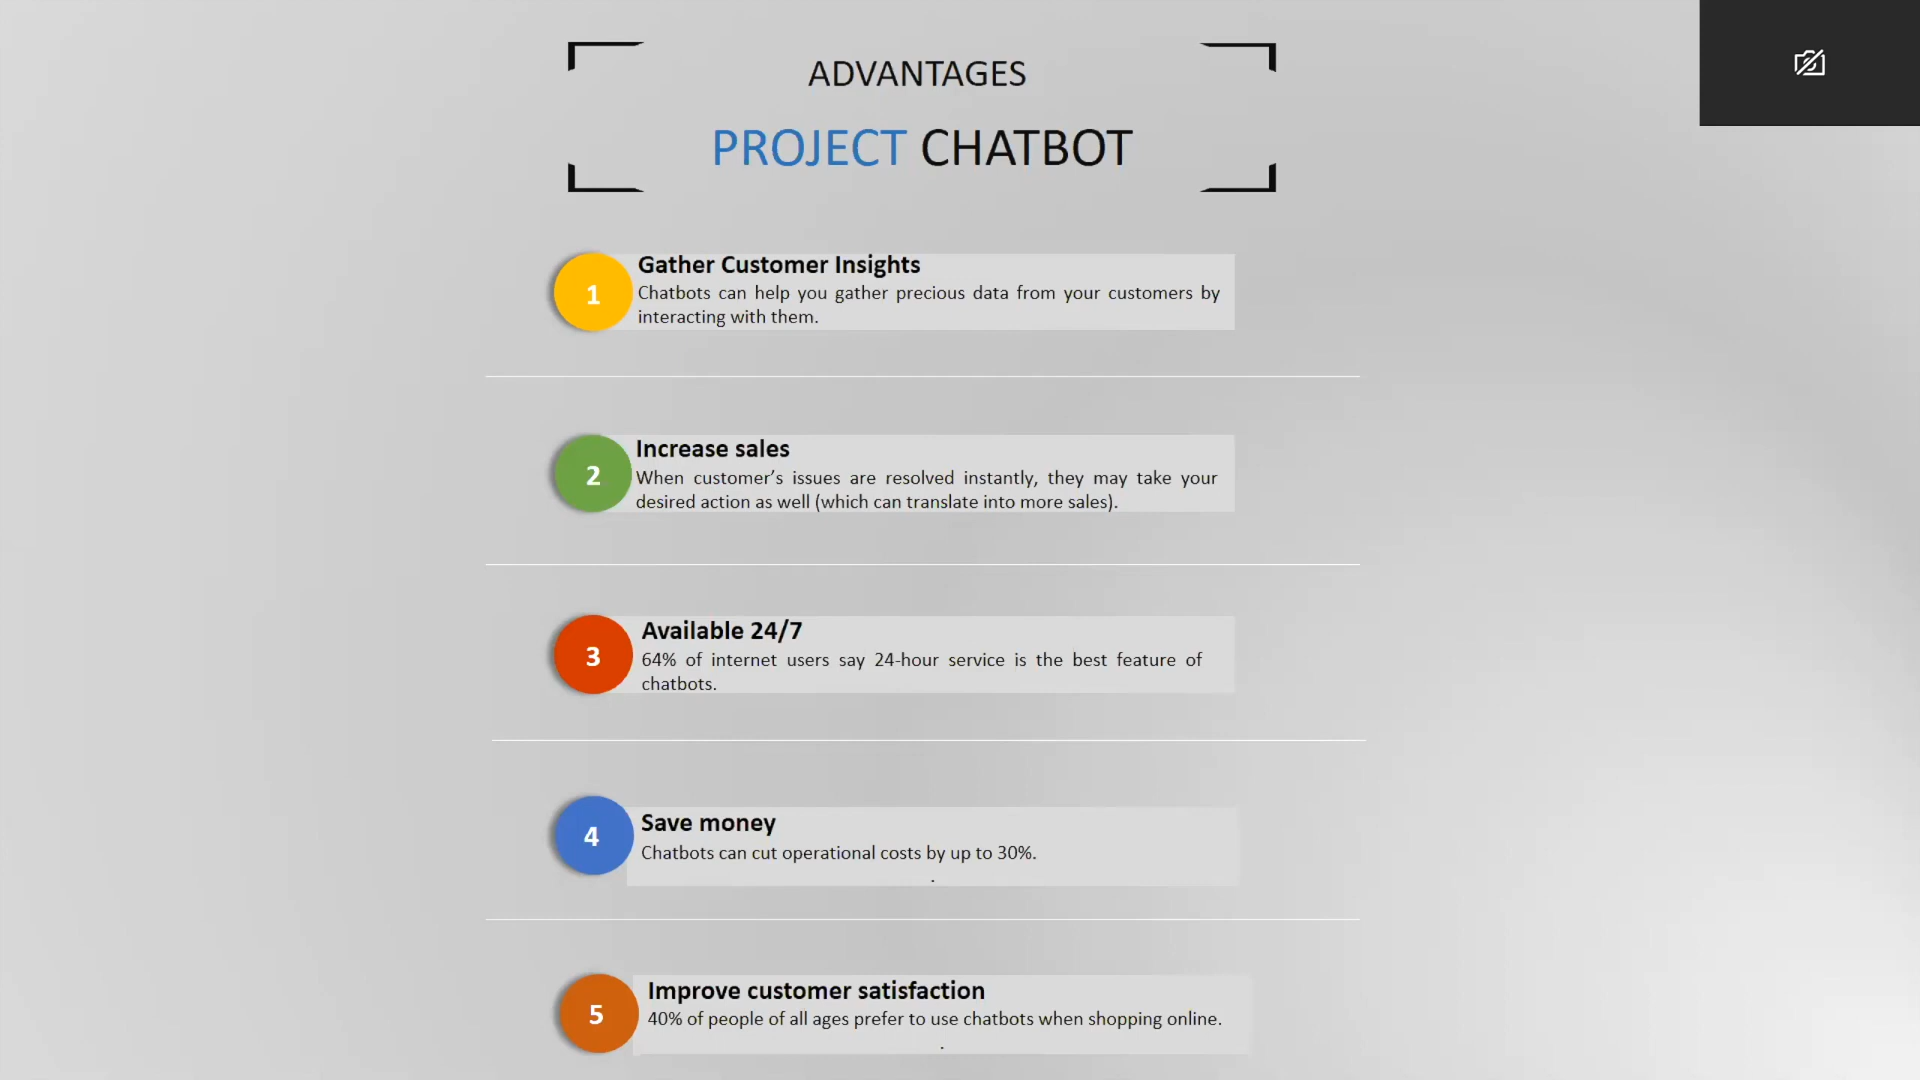 ADVANTAGES
PROJECT CHATBOT
1
Gather Customer Insights
Chatbots can help you gather precious data from your customers by
interacting with them.
2
Increase sales
When customer’s issues are resolved instantly, they may take your
desired action as well (which can translate into more sales).
3
Available 24/7
64% of internet users say 24-hour service is the best feature of
chatbots.
4
Save money
Chatbots can cut operational costs by up to 30%.
.
5
Improve customer satisfaction
40% of people of all ages prefer to use chatbots when shopping online.
.